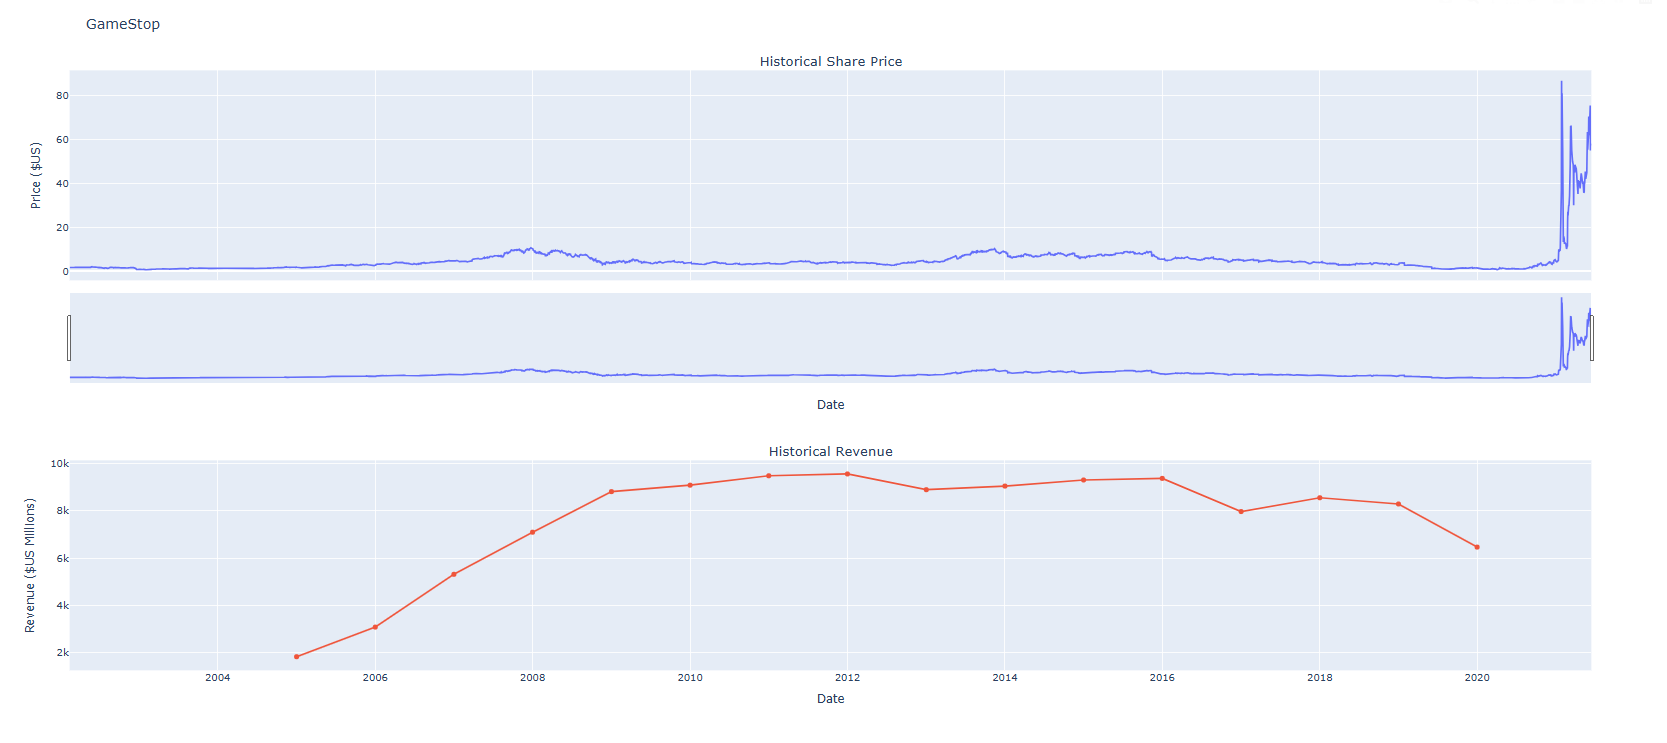 GameStop
Historical Share Price
Price ($US)
80
60
40
20
0
Date
Historical Revenue
Revenue ($US Millions)
10k
8k
6k
4k
2k
2004 2006 2008 2010 2012 2014 2016 2018 2020
Date